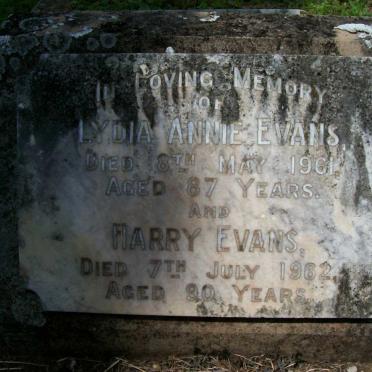 IN LOVING MEMORY
OF
LYDIA ANNIE EVANS,
DIED 8TH MAY 1961,
AGED 87 YEARS.
AND
HARRY EVANS,
DIED 7TH JULY 1962,
AGED 90 YEARS.